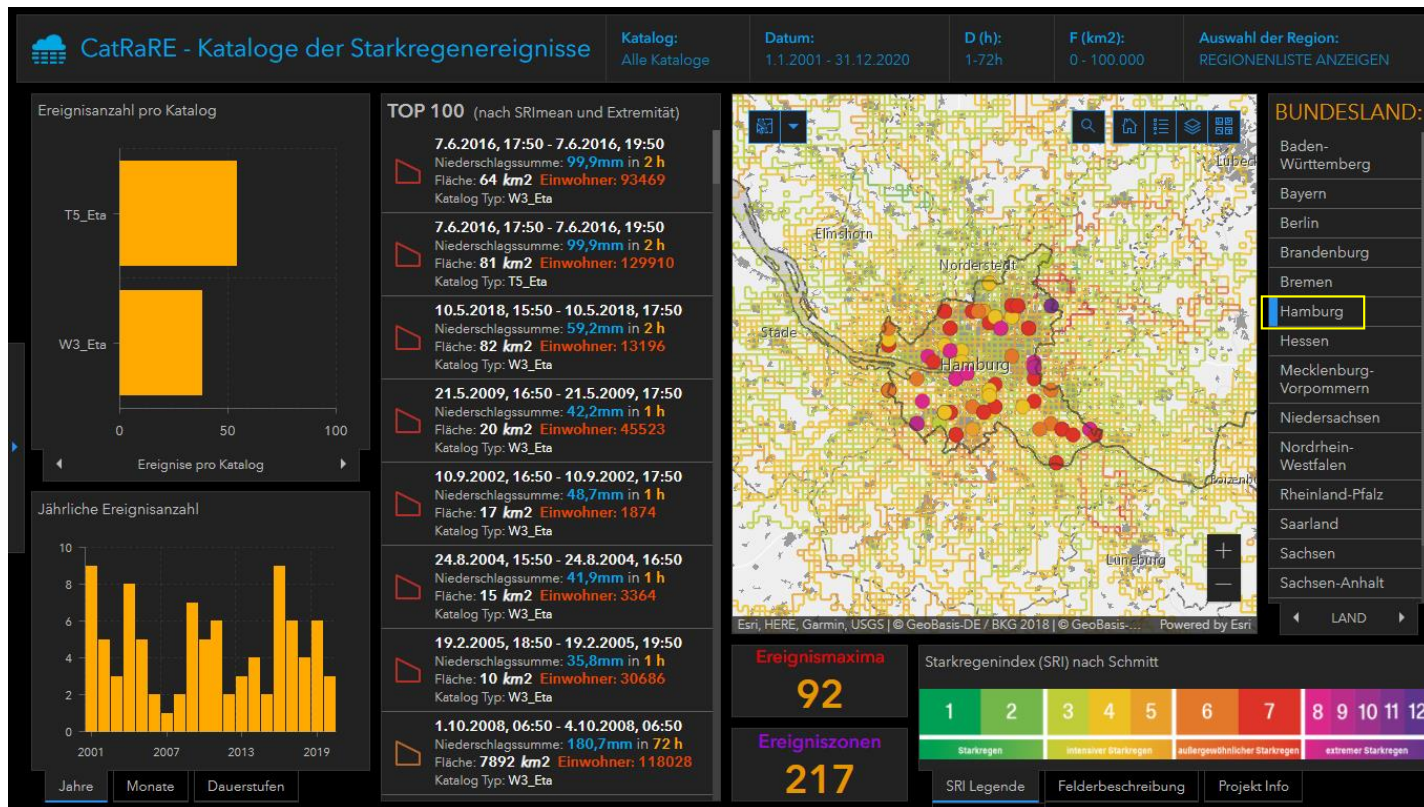 CatRaRE - Kataloge der Starkregenereignisse
Katalog:
Alle Kataloge
Datum:
1.1.2001 - 31.12.2020
D (h):
1-72h
F (km2):
0 - 100.000
Auswahl der Region:
REGIONENLISTE ANZEIGEN
Ereignisanzahl pro Katalog
T5_Eta
W3_Eta
0 50 100
Ereignise pro Katalog
Jährliche Ereignisanzahl
10
8
6
4
2
0
2001 2007 2013 2019
Jahre Monate Dauerstufen
TOP 100 (nach SRImean und Extremität)
7.6.2016, 17:50 - 7.6.2016, 19:50
Niederschlagssumme: 99,9mm in 2 h
Fläche: 64 km2 Einwohner: 93469
Katalog Typ: W3_Eta
7.6.2016, 17:50 - 7.6.2016, 19:50
Niederschlagssumme: 99,9mm in 2 h
Fläche: 81 km2 Einwohner: 129910
Katalog Typ: T5_Eta
10.5.2018, 15:50 - 10.5.2018, 17:50
Niederschlagssumme: 59,2mm in 2 h
Fläche: 82 km2 Einwohner: 13196
Katalog Typ: W3_Eta
21.5.2009, 16:50 - 21.5.2009, 17:50
Niederschlagssumme: 42,2mm in 1 h
Fläche: 20 km2 Einwohner: 45523
Katalog Typ: W3_Eta
10.9.2002, 16:50 - 10.9.2002, 17:50
Niederschlagssumme: 48,7mm in 1 h
Fläche: 17 km2 Einwohner: 1874
Katalog Typ: W3_Eta
24.8.2004, 15:50 - 24.8.2004, 16:50
Niederschlagssumme: 41,9mm in 1 h
Fläche: 15 km2 Einwohner: 3364
Katalog Typ: W3_Eta
19.2.2005, 18:50 - 19.2.2005, 19:50
Niederschlagssumme: 35,8mm in 1 h
Fläche: 10 km2 Einwohner: 30686
Katalog Typ: W3_Eta
1.10.2008, 06:50 - 4.10.2008, 06:50
Niederschlagssumme: 180,7mm in 72 h
Fläche: 7892 km2 Einwohner: 118028
Katalog Typ: W3_Eta
Lübec
Elmshorn
Norderstedt
Stade
Hamburg
Boizenb
Lüneburg
Esri, HERE, Garmin, USGS | © GeoBasis-DE / BKG 2018 | © GeoBasis-... Powered by Esri
BUNDESLAND:
Baden-
Württemberg
Bayern
Berlin
Brandenburg
Bremen
Hamburg
Hessen
Mecklenburg-
Vorpommern
Niedersachsen
Nordrhein-
Westfalen
Rheinland-Pfalz
Saarland
Sachsen
Sachsen-Anhalt
LAND
Ereignismaxima
92
Ereigniszonen
217
Starkregenindex (SRI) nach Schmitt
1 2 3 4 5 6 7 8 9 10 11 12
Starkregen intensiver Starkregen außergewöhnlicher Starkregen extremer Starkregen
SRI Legende Felderbeschreibung Projekt Info